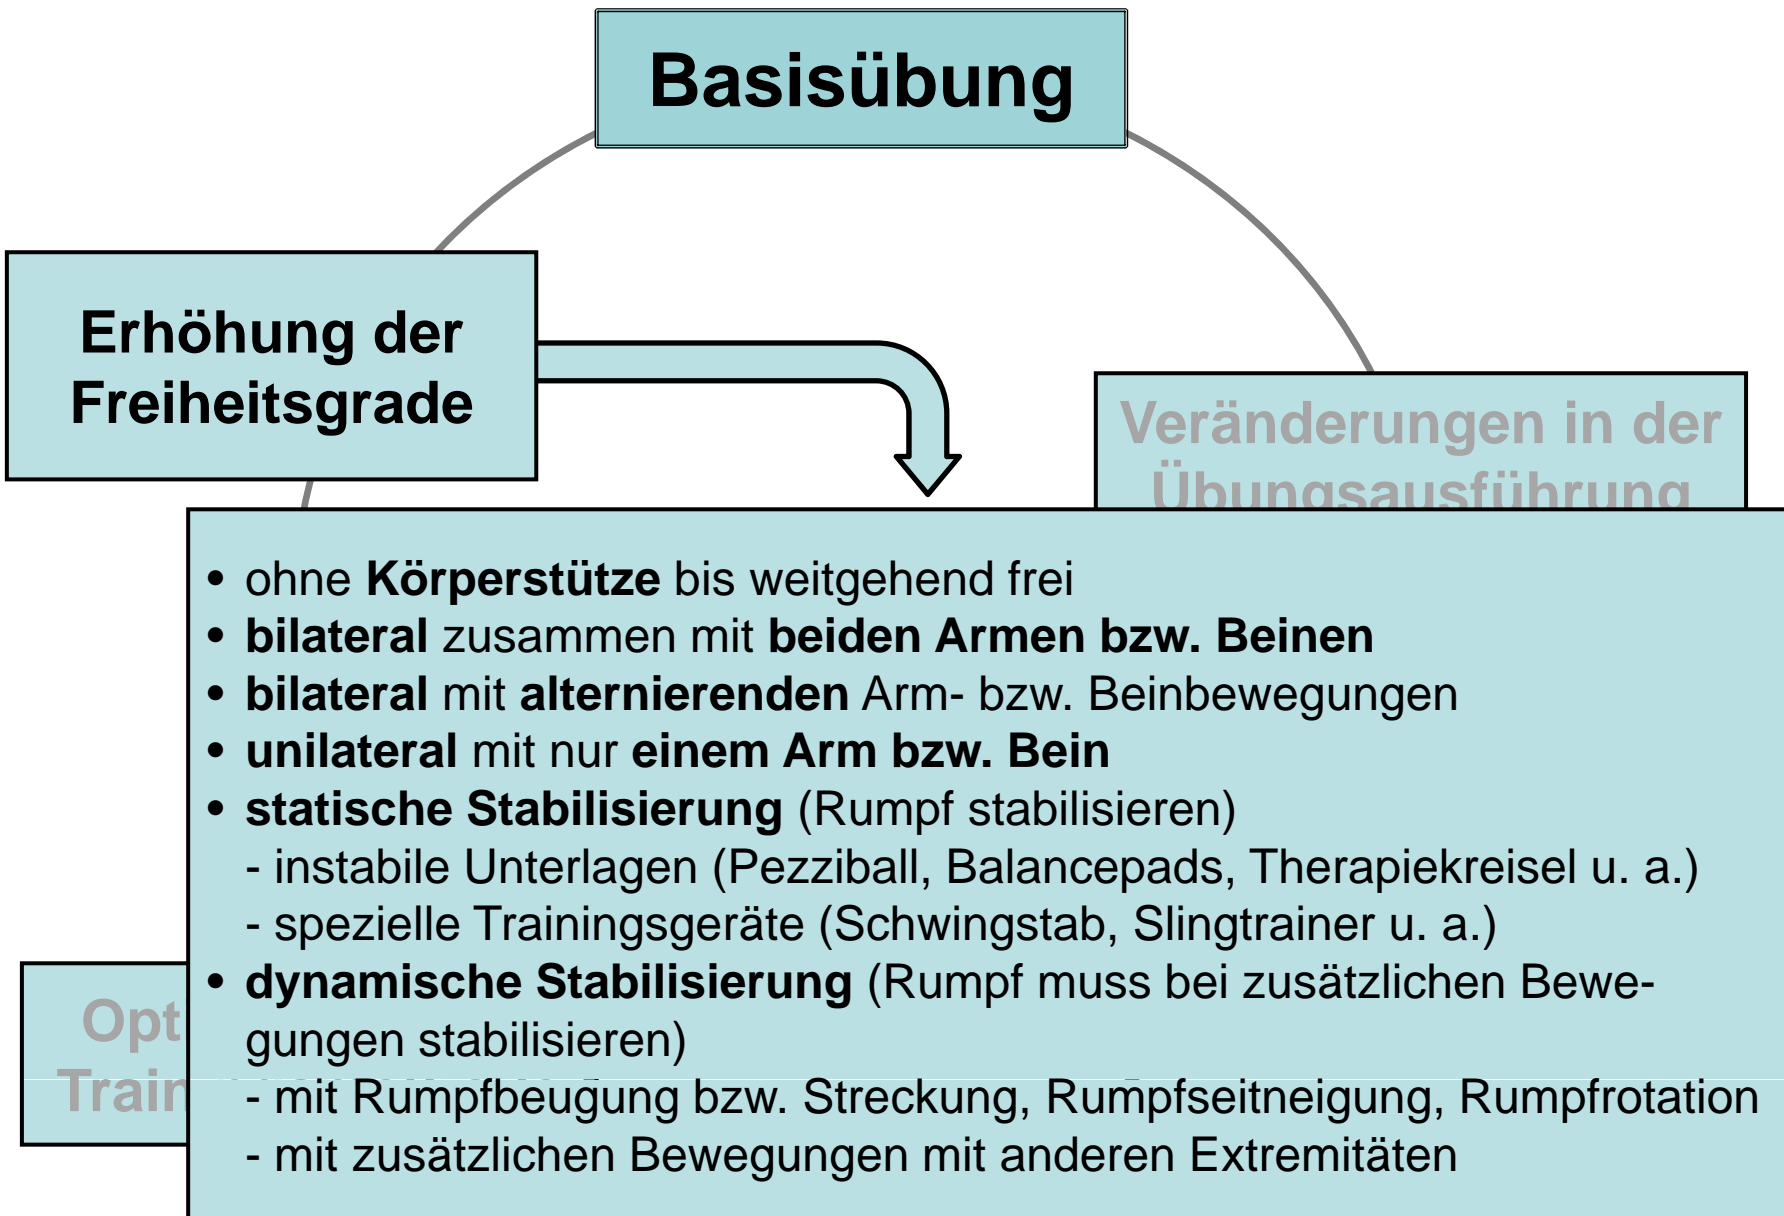 Basisübung
Erhöhung der
Freiheitsgrade
Veränderungen in der
Übungsausführung
• ohne Körperstütze bis weitgehend frei
• bilateral zusammen mit beiden Armen bzw. Beinen
• bilateral mit alternierenden Arm- bzw. Beinbewegungen
• unilateral mit nur einem Arm bzw. Bein
• statische Stabilisierung (Rumpf stabilisieren)
- instabile Unterlagen (Pezziball, Balancepads, Therapiekreisel u. a.)
- spezielle Trainingsgeräte (Schwingstab, Slingtrainer u. a.)
• dynamische Stabilisierung (Rumpf muss bei zusätzlichen Bewe-
gungen stabilisieren)
- mit Rumpfbeugung bzw. Streckung, Rumpfseitneigung, Rumpfrotation
- mit zusätzlichen Bewegungen mit anderen Extremitäten